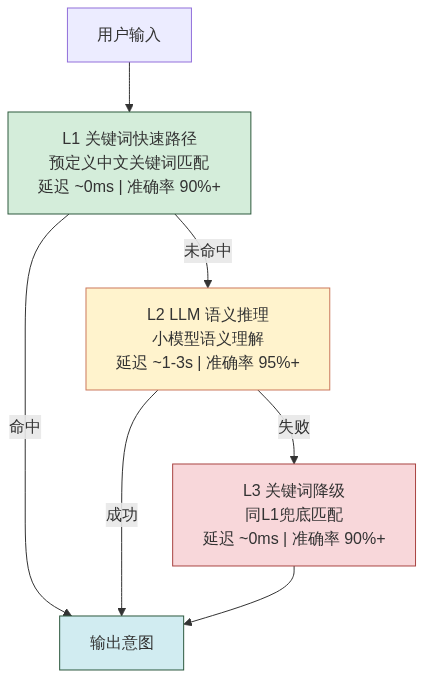 用户输入
L1 关键词快速路径
预定义中文关键词匹配
延迟 ~0ms | 准确率 90%+
未命中
L2 LLM 语义推理
小模型语义理解
延迟 ~1-3s | 准确率 95%+
命中
失败
L3 关键词降级
同L1兜底匹配
延迟 ~0ms | 准确率 90%+
成功
输出意图